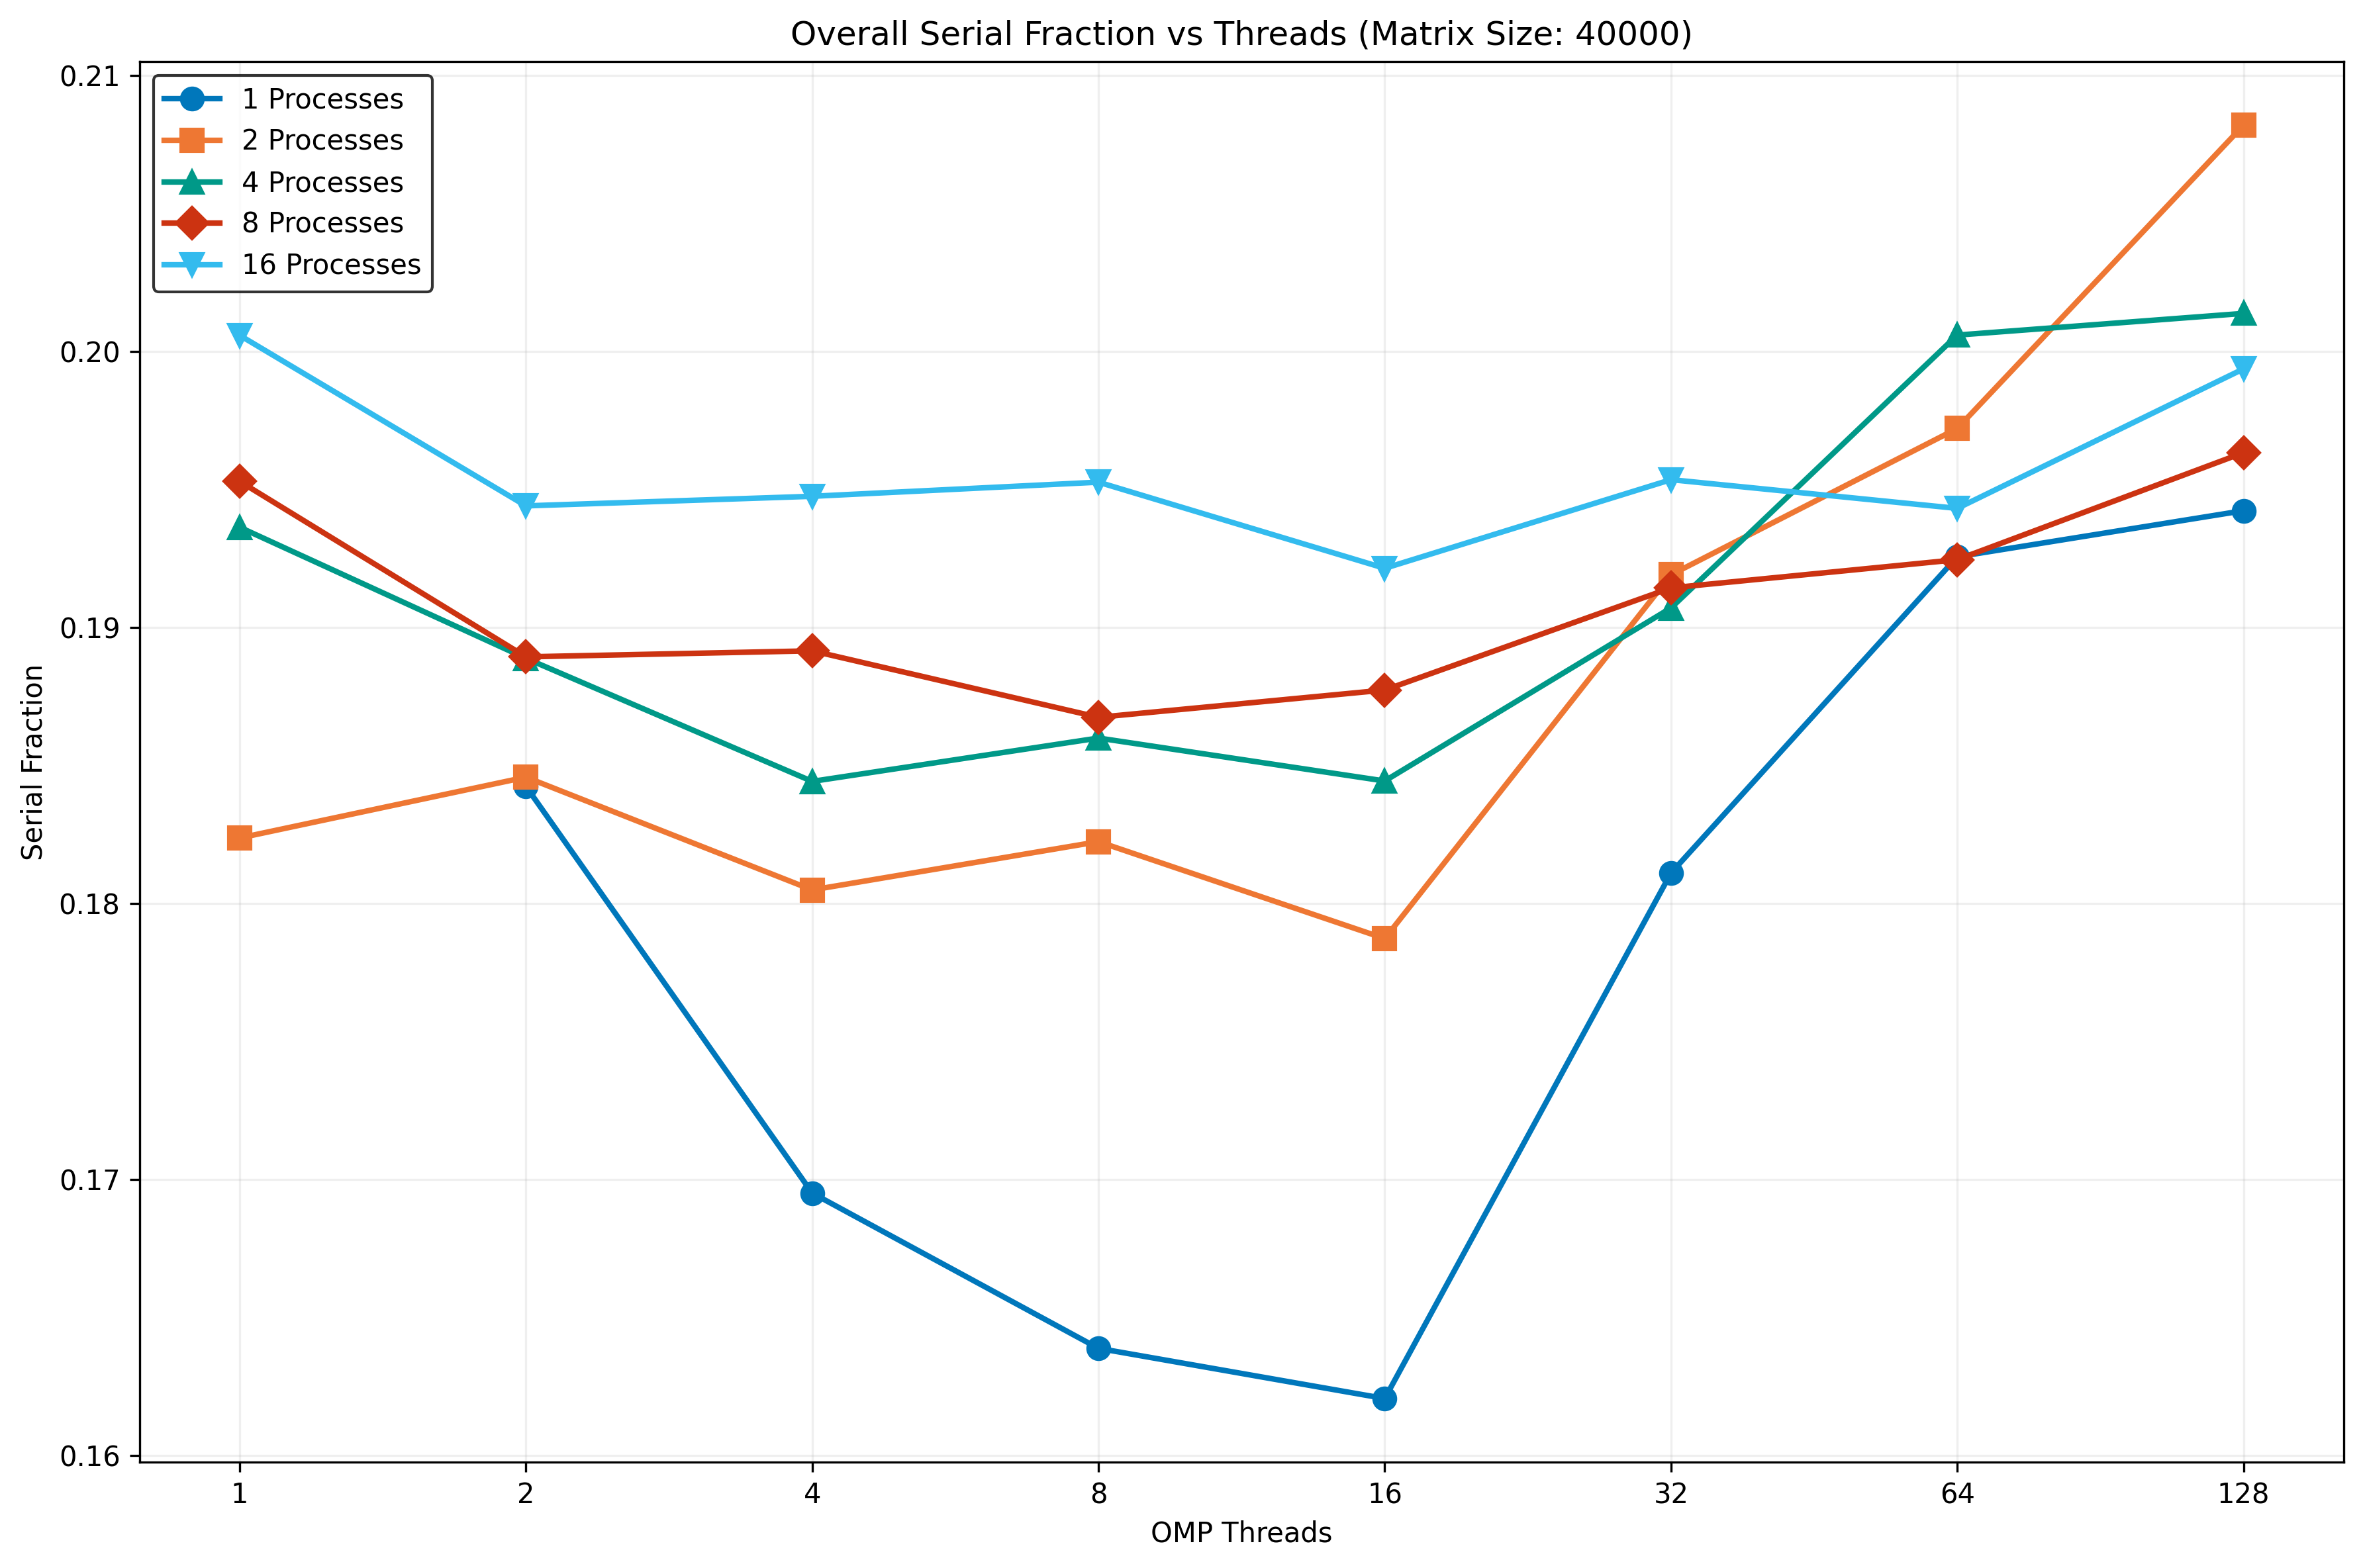 Overall Serial Fraction vs Threads (Matrix Size: 40000)
1 Processes
2 Processes
4 Processes
8 Processes
16 Processes
Serial Fraction
0.21
0.20
0.19
0.18
0.17
0.16
1 2 4 8 16 32 64 128
OMP Threads